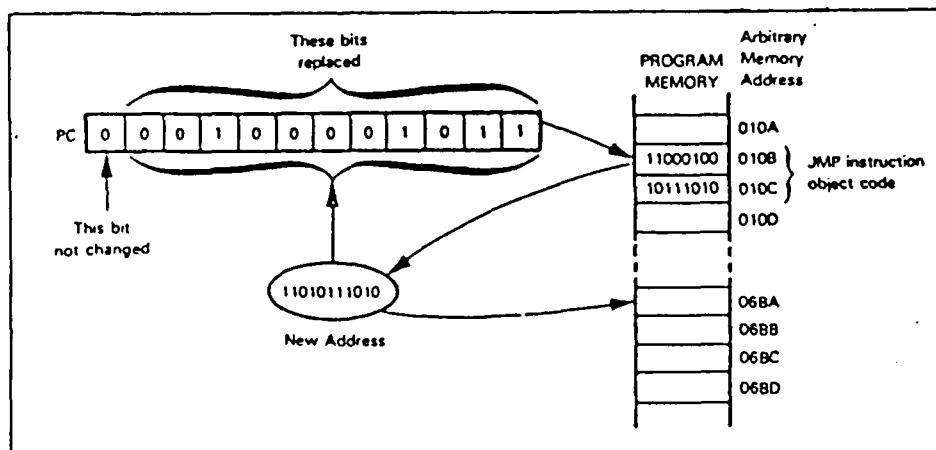 These bits
replaced
PC 0 0 0 1 0 0 0 0 1 0 1 1
This bit
not changed
11010111010
New Address
PROGRAM
MEMORY
Arbitrary
Memory
Address
010A
11000100 010B
10111010 010C
010D
JMP instruction
object code
06BA
06BB
06BC
06BD